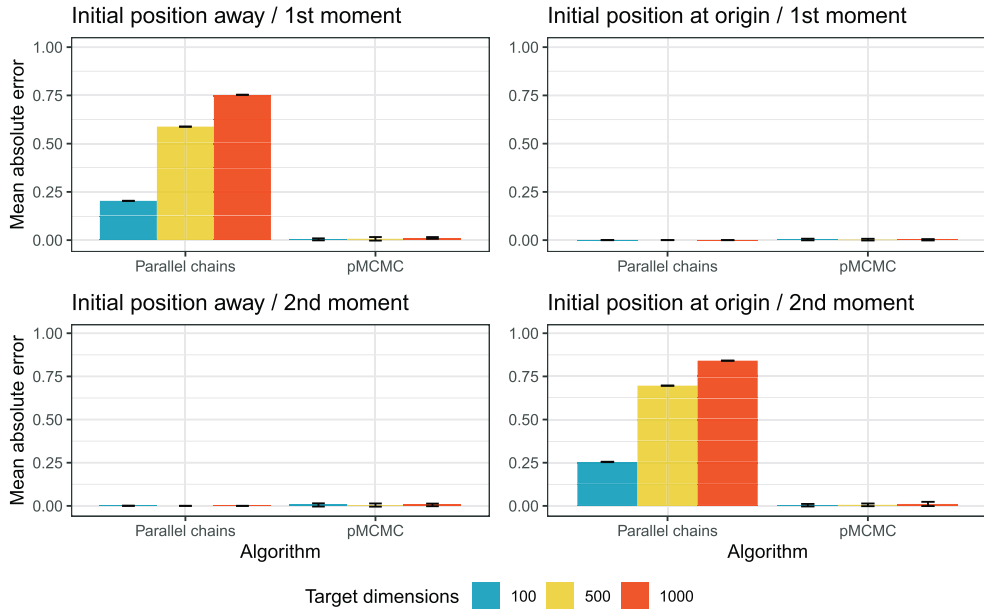 Initial position away / 1st moment
Initial position at origin / 1st moment
Mean absolute error
1.00
0.75
0.50
0.25
0.00
1.00
0.75
0.50
0.25
0.00
Parallel chains pMCMC
Parallel chains pMCMC
Initial position away / 2nd moment
Initial position at origin / 2nd moment
Mean absolute error
1.00
0.75
0.50
0.25
0.00
1.00
0.75
0.50
0.25
0.00
Parallel chains pMCMC
Parallel chains pMCMC
Algorithm
Algorithm
Target dimensions 100 500 1000